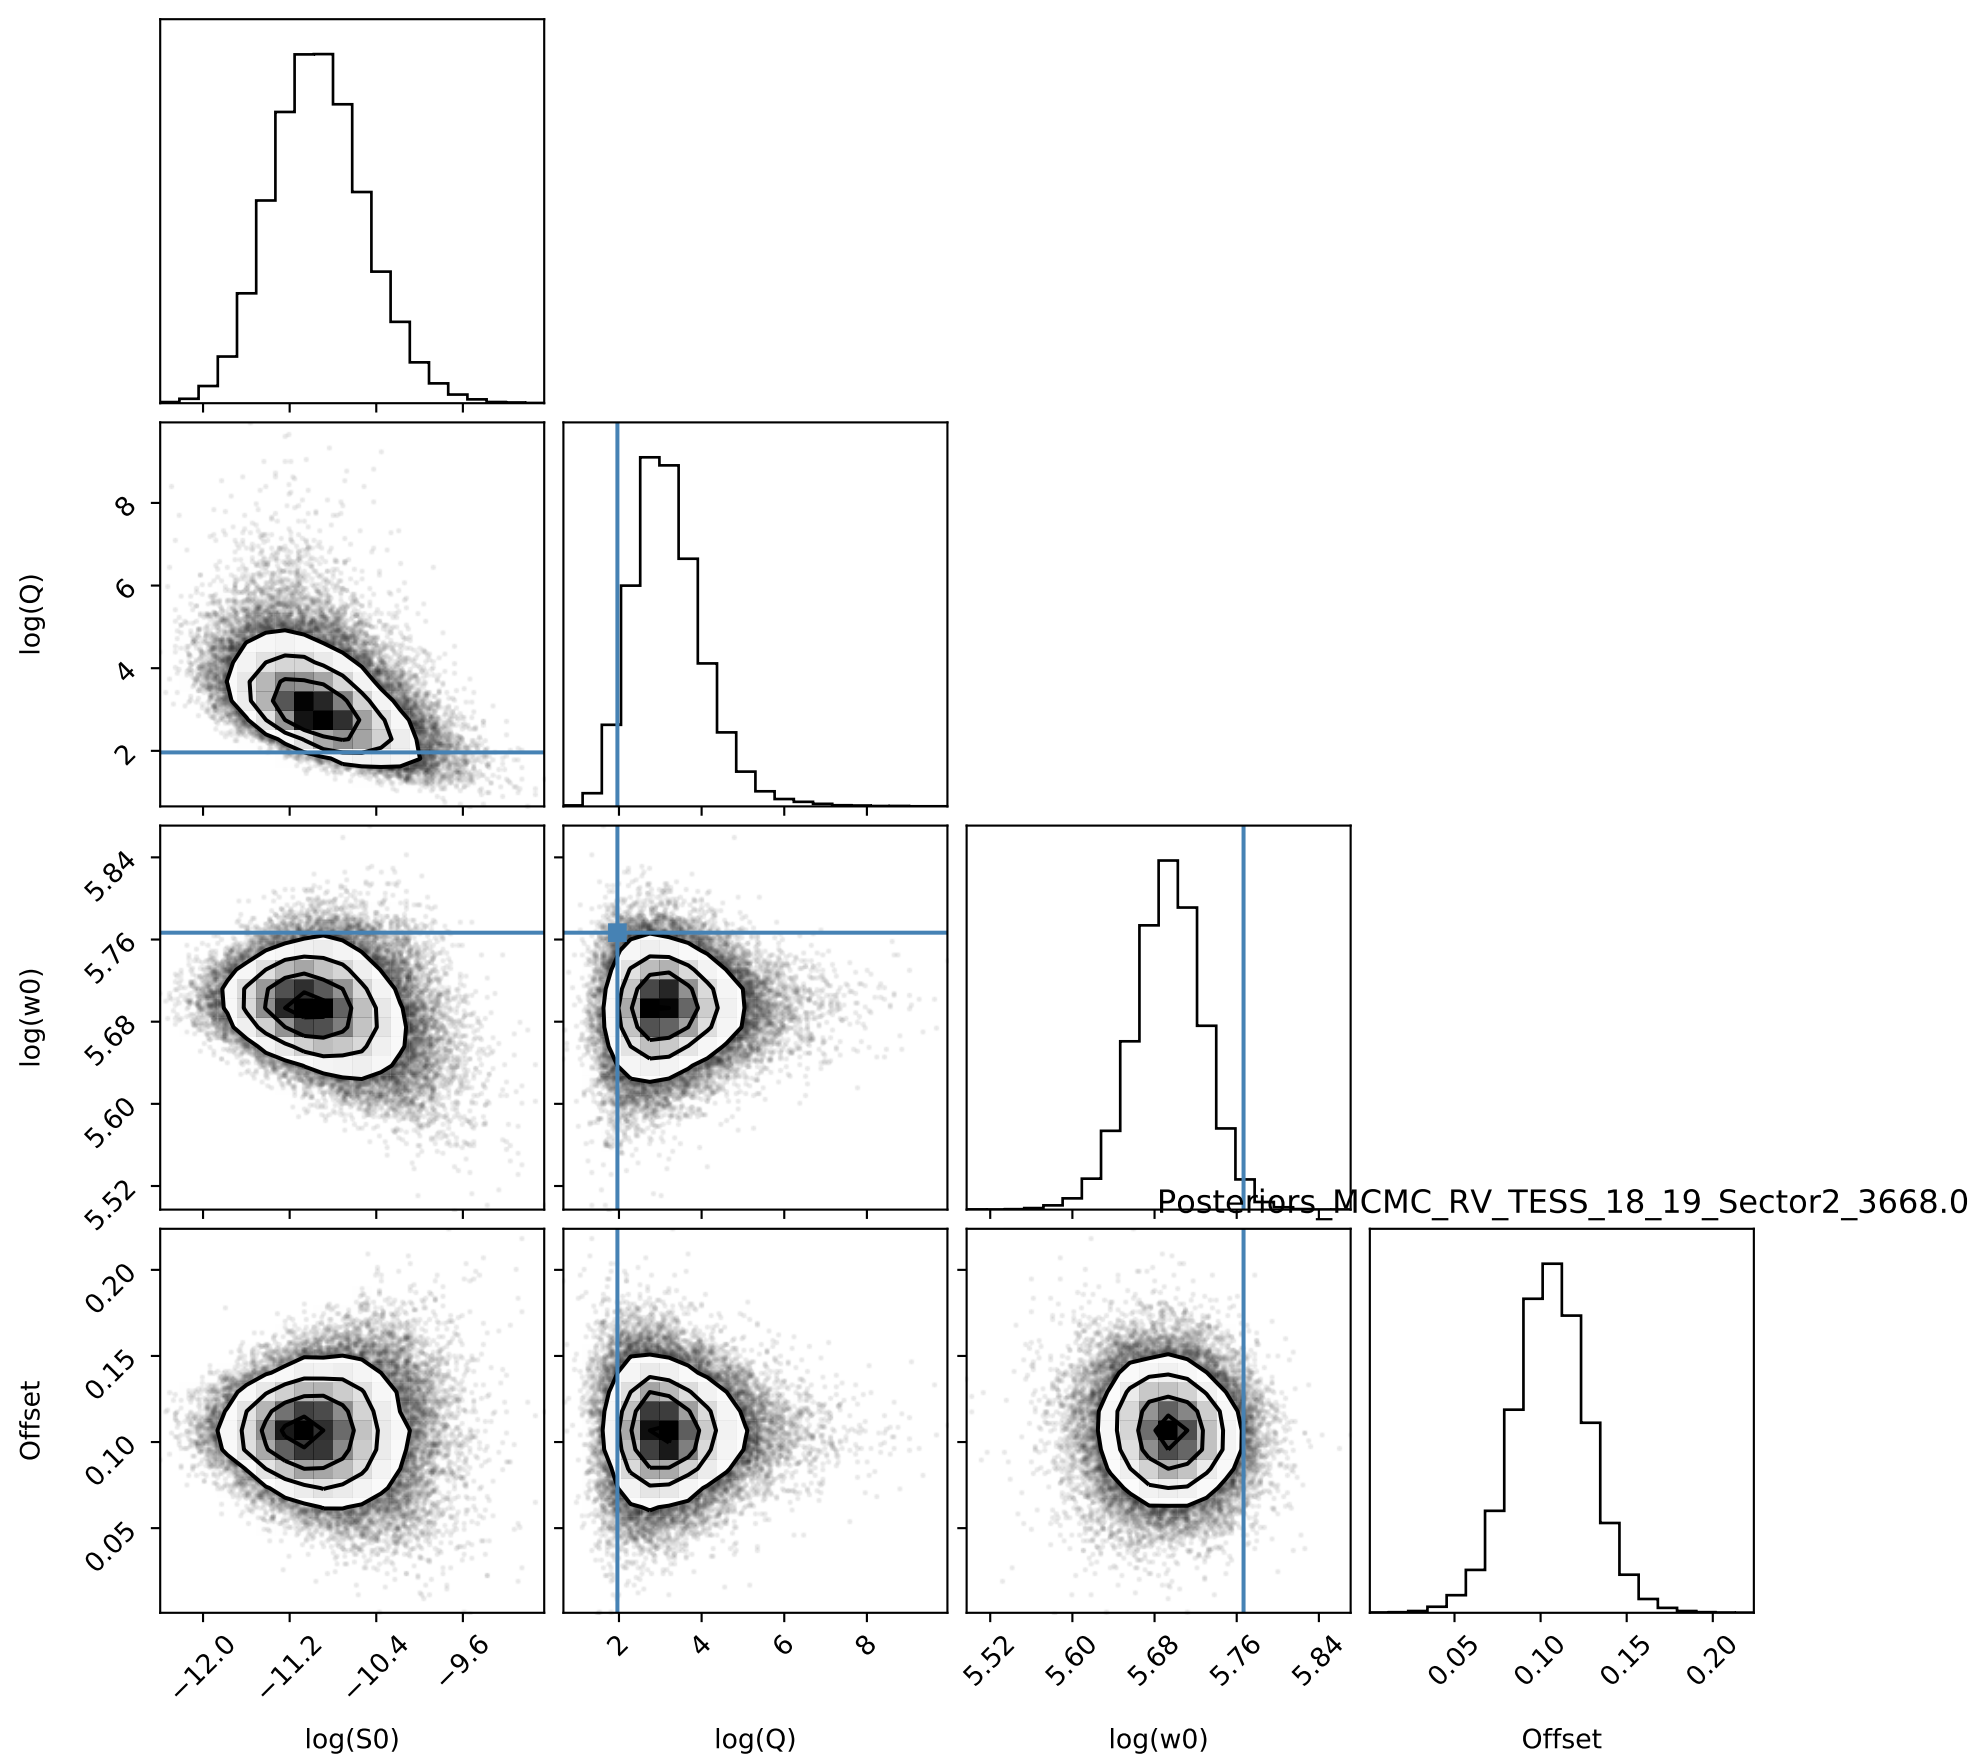 log(Q)
8
6
4
2
log(w0)
5.84
5.76
5.68
5.60
5.52
Posteriors_MCMC_RV_TESS_18_19_Sector2_3668.0
Offset
0.20
0.15
0.10
0.05
−12.0 −11.2 −10.4 −9.6
2 4 6 8
5.52 5.60 5.68 5.76 5.84
0.05 0.10 0.15 0.20
log(S0)
log(Q)
log(w0)
Offset